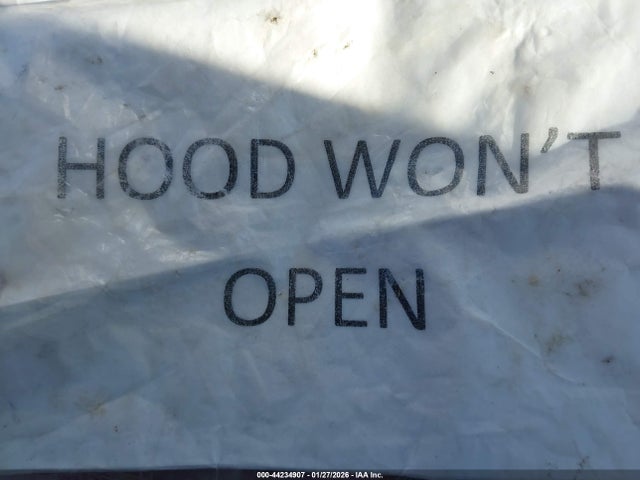 HOOD WON'T
OPEN
000-44234907 - 01/27/2026 - IAA Inc.